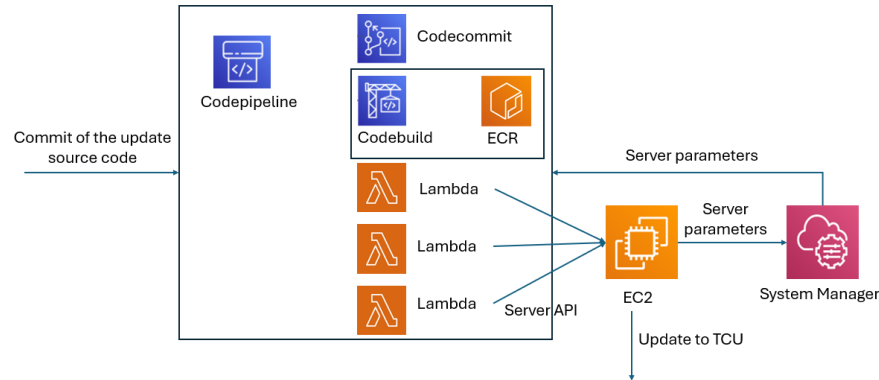 Codecommit
Codepipeline
Codebuild
ECR
Commit of the update
source code
Server parameters
Lambda
Server
parameters
Lambda
Lambda
Server API
EC2
System Manager
Update to TCU